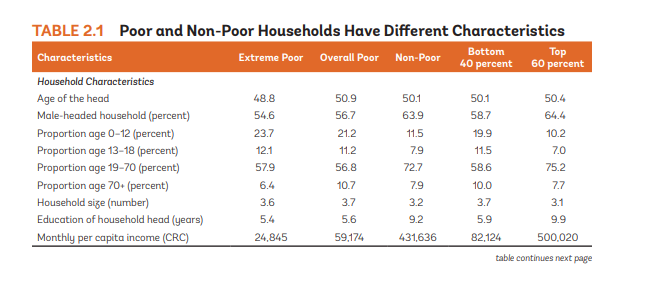 TABLE 2.1 Poor and Non-Poor Households Have Different Characteristics
Characteristics Extreme Poor Overall Poor Non-Poor Bottom 40 percent Top 60 percent
Household Characteristics
Age of the head 48.8 50.9 50.1 50.1 50.4
Male-headed household (percent) 54.6 56.7 63.9 58.7 64.4
Proportion age 0–12 (percent) 23.7 21.2 11.5 19.9 10.2
Proportion age 13–18 (percent) 12.1 11.2 7.9 11.5 7.0
Proportion age 19–70 (percent) 57.9 56.8 72.7 58.6 75.2
Proportion age 70+ (percent) 6.4 10.7 7.9 10.0 7.7
Household size (number) 3.6 3.7 3.2 3.7 3.1
Education of household head (years) 5.4 5.6 9.2 5.9 9.9
Monthly per capita income (CRC) 24,845 59,174 431,636 82,124 500,020
table continues next page